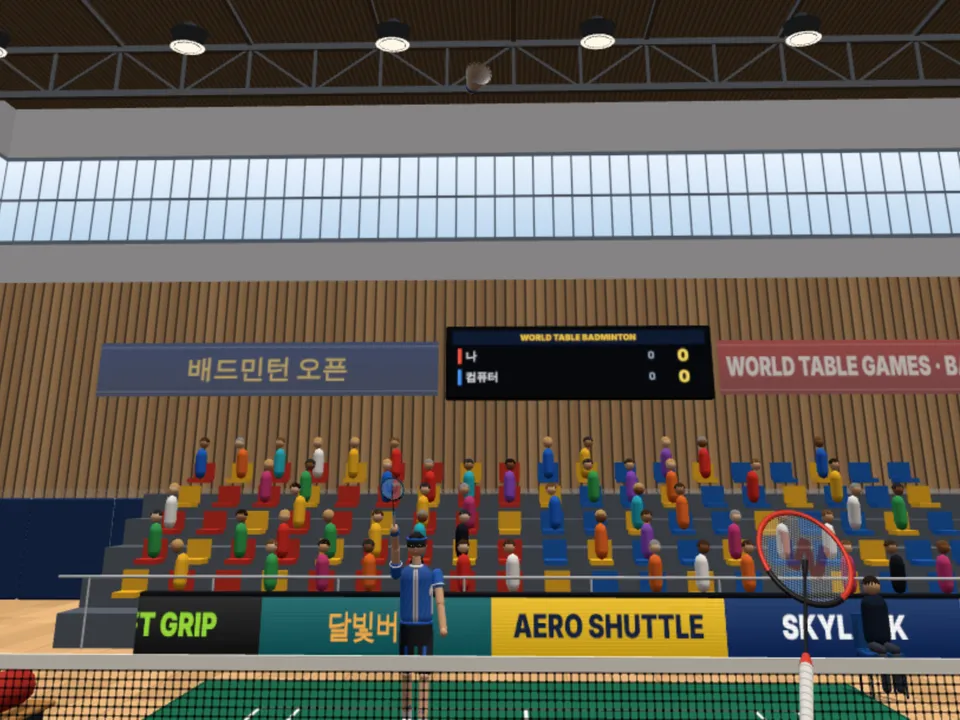 WORLD TABLE BADMINTON
나 0 0
컴퓨터 0 0
배드민턴 오픈
WORLD TABLE GAMES · B
T GRIP
달빛버
AERO SHUTTLE
SKYL K
W